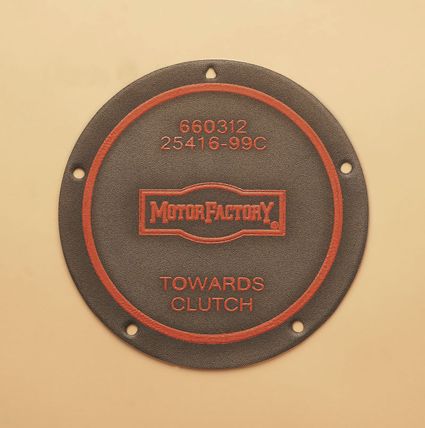 660312
25416-99C
MOTORFACTORY®
TOWARDS
CLUTCH